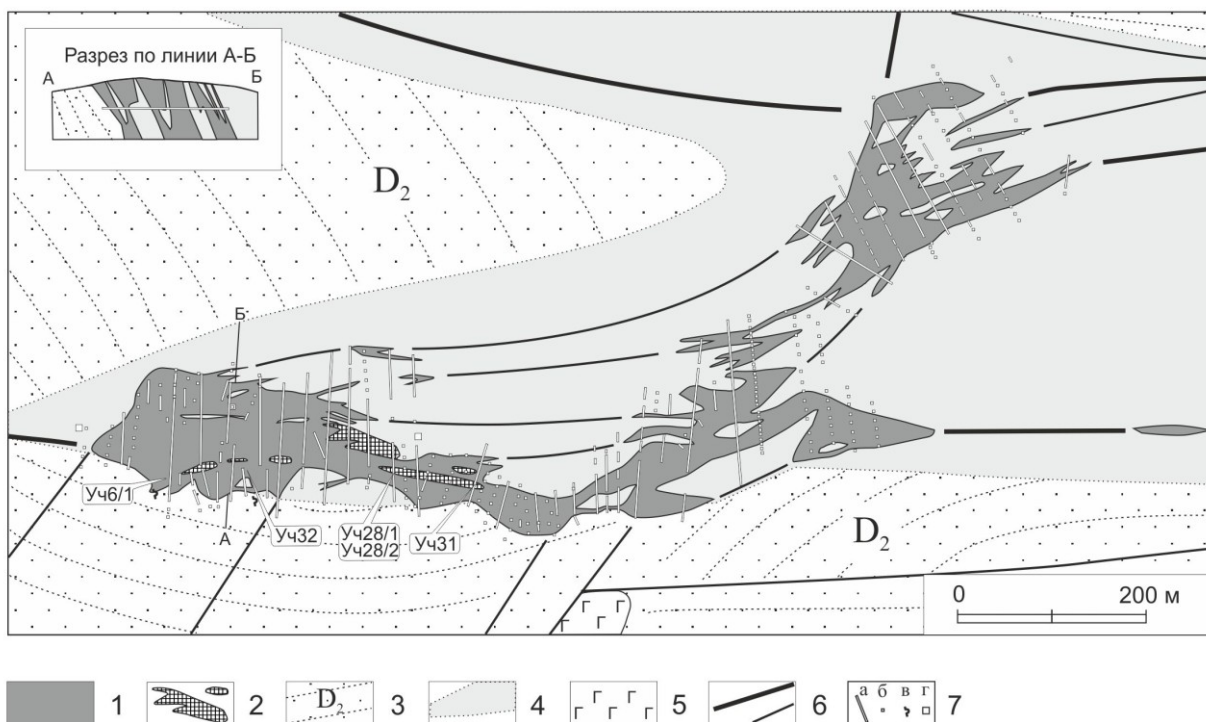 Разрез по линии А-Б
А Б
D2
Б
Уч6/1
А
Уч32
Уч28/1
Уч28/2
Уч31
D2
0 200 м
Г Г Г
Г Г Г
1 2 D2 3 4 Г Г Г Г Г Г 5 6 а б в г 7